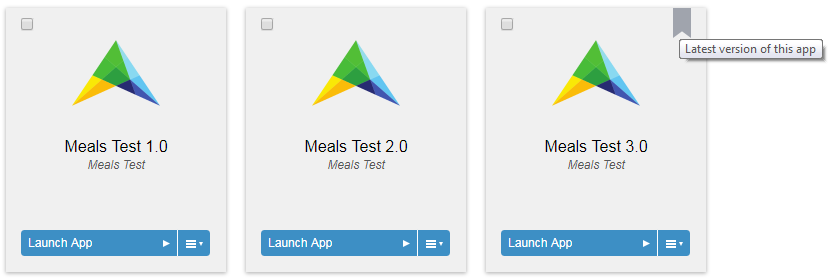 Latest version of this app
Meals Test 1.0
Meals Test
Launch App
Meals Test 2.0
Meals Test
Launch App
Meals Test 3.0
Meals Test
Launch App